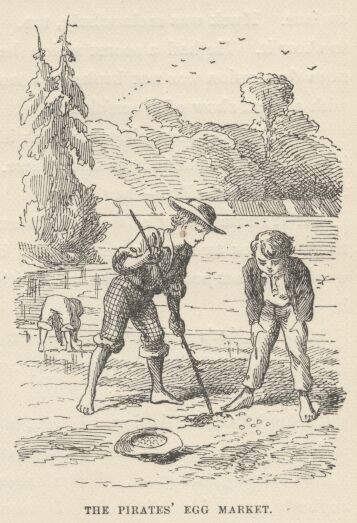 THE PIRATES' EGG MARKET.